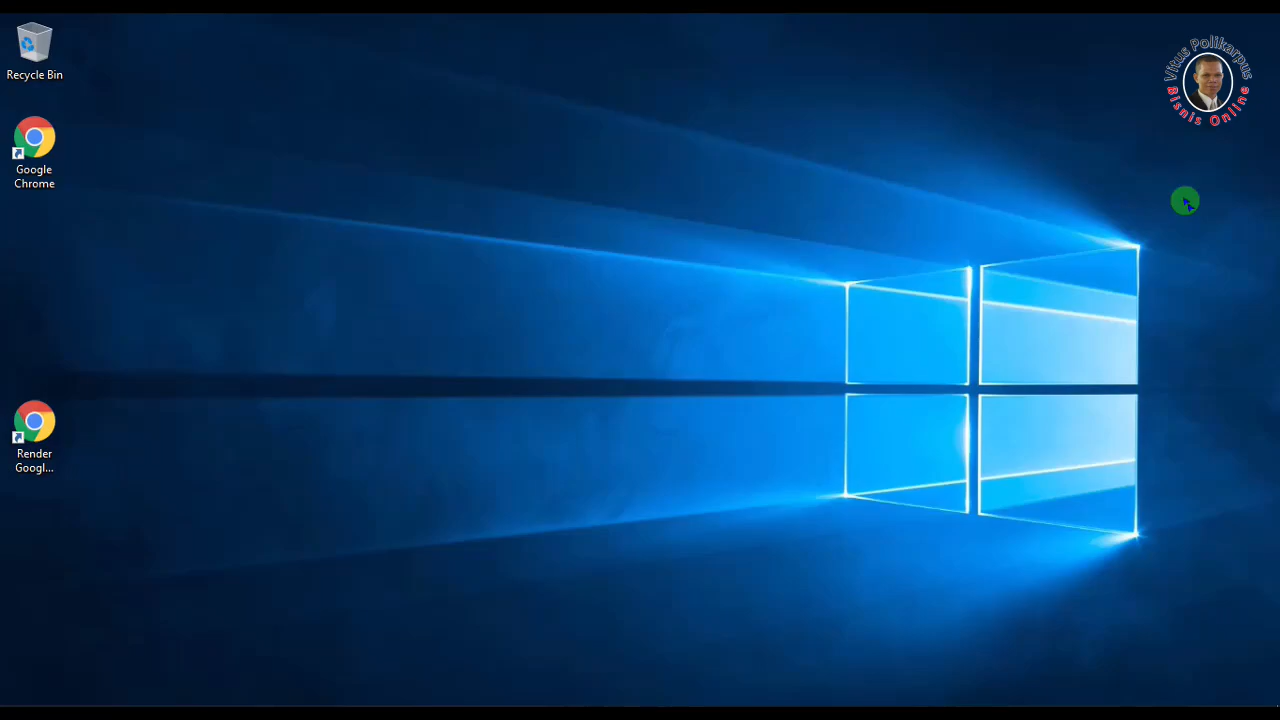 Recycle Bin
Google
Chrome
Render
Googl...
Vitus Polikarpus
Bisnis Online